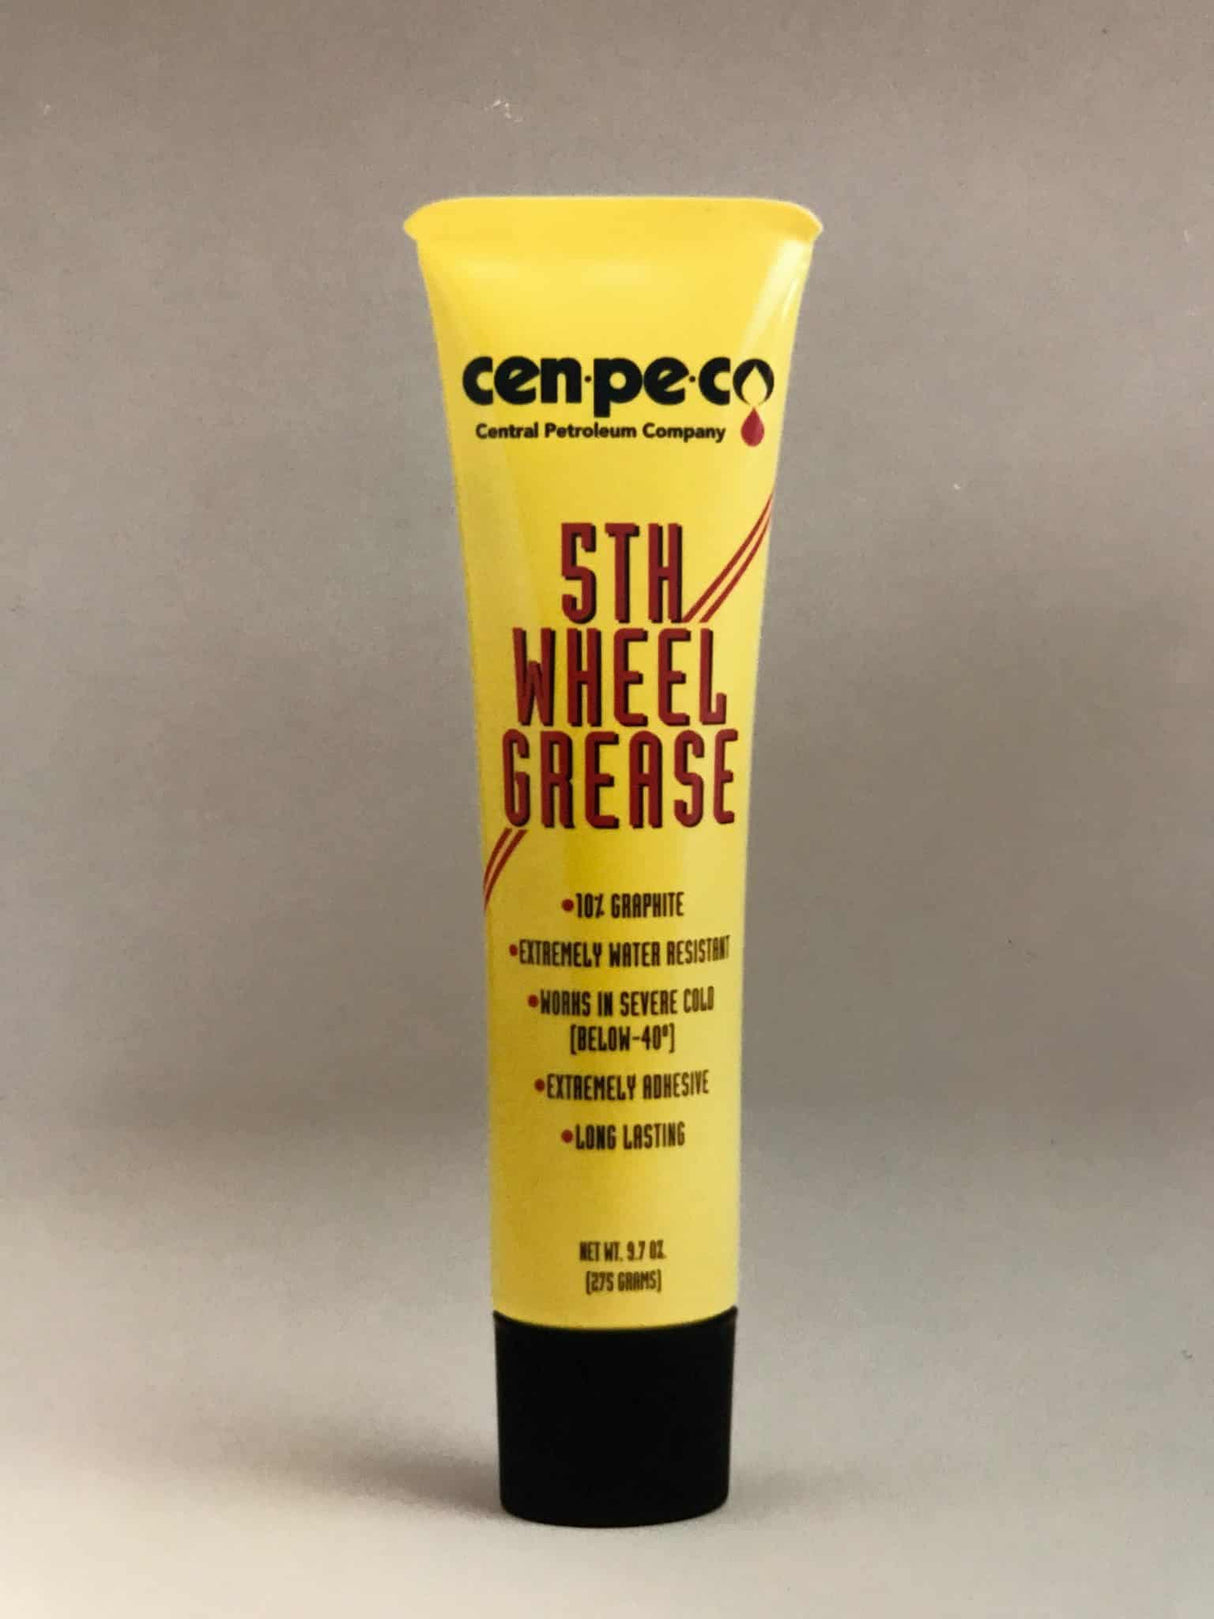 cen·pe·co
Central Petroleum Company
5TH
WHEEL
GREASE
•10% GRAPHITE
•EXTREMELY WATER RESISTANT
•WORKS IN SEVERE COLD
[BELOW-40°]
•EXTREMELY ADHESIVE
•LONG LASTING
NET WT. 9.7 OZ.
[275 GRAMS]